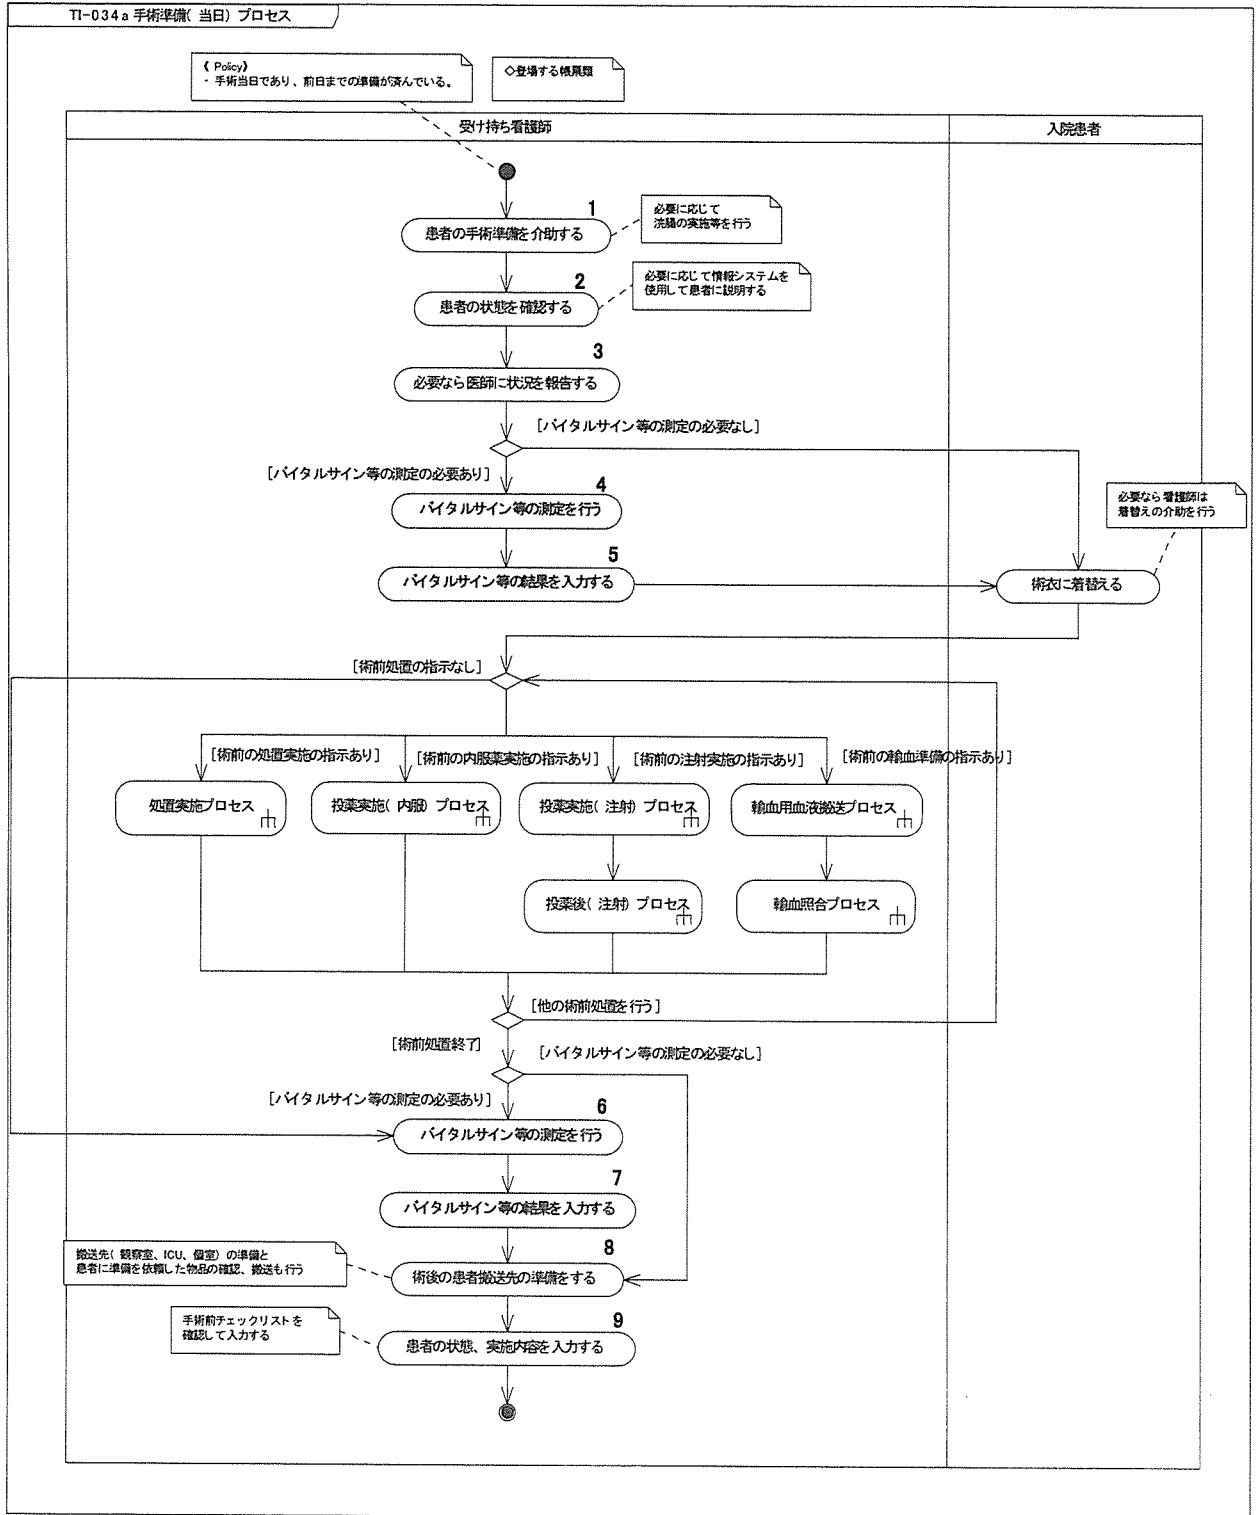 TI-034a 手術準備( 当日) プロセス
《 Policy》
- 手術当日であり、前日までの準備が済んでいる。
◇登場する帳票類
受け持ち看護師
入院患者
1
患者の手術準備を介助する
必要に応じて
浣腸の実施等を行う
2
患者の状態を確認する
必要に応じて情報システムを
使用して患者に説明する
3
必要なら医師に状況を報告する
[バイタルサイン等の測定の必要なし]
[バイタルサイン等の測定の必要あり]
4
バイタルサイン等の測定を行う
必要なら看護師は
着替えの介助を行う
5
バイタルサイン等の結果を入力する
術衣に着替える
[術前処置の指示なし]
[術前の処置実施の指示あり]
[術前の内服薬実施の指示あり]
[術前の注射実施の指示あり]
[術前の輸血準備の指示あり]
処置実施プロセス
投薬実施( 内服) プロセス
投薬実施( 注射) プロセス
輸血用血液搬送プロセス
投薬後( 注射) プロセス
輸血照合プロセス
[他の術前処置を行う]
[術前処置終了]
[バイタルサイン等の測定の必要なし]
[バイタルサイン等の測定の必要あり]
6
バイタルサイン等の測定を行う
7
バイタルサイン等の結果を入力する
8
搬送先( 観察室、ICU、個室) の準備と
患者に準備を依頼した物品の確認、搬送も行う
術後の患者搬送先の準備をする
9
手術前チェックリストを
確認して入力する
患者の状態、実施内容を入力する